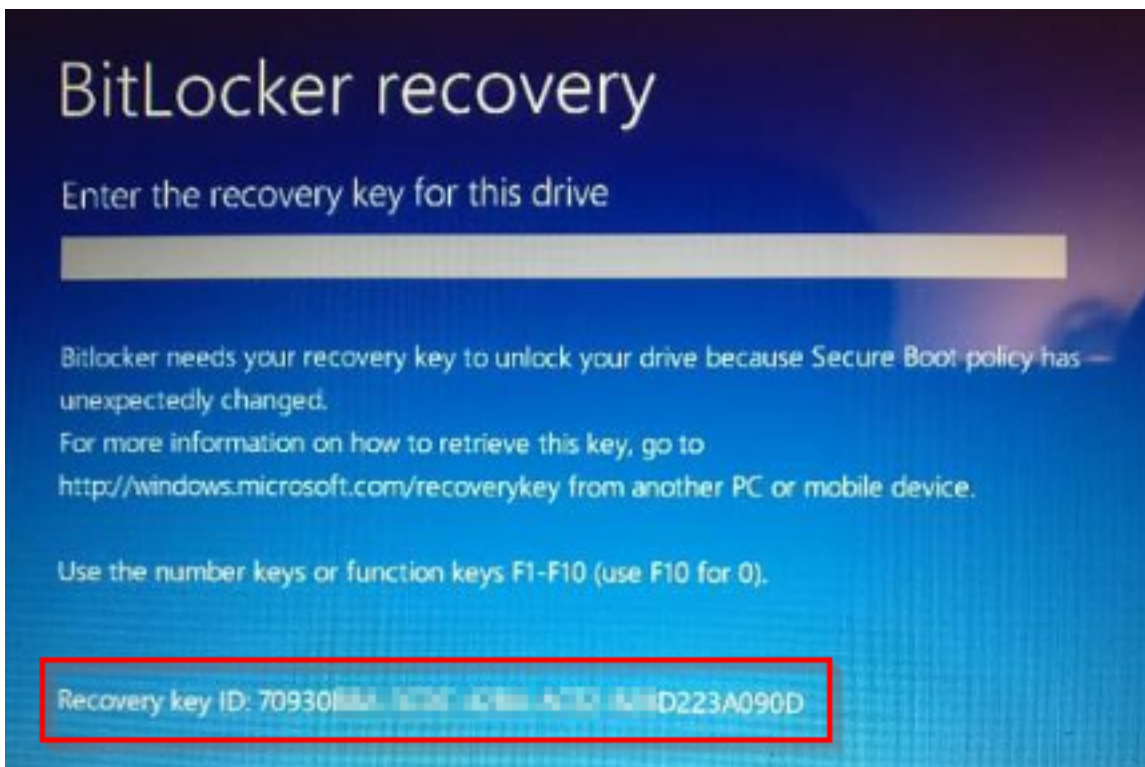 BitLocker recovery
Enter the recovery key for this drive
Bitlocker needs your recovery key to unlock your drive because Secure Boot policy has
unexpectedly changed.
For more information on how to retrieve this key, go to
http://windows.microsoft.com/recoverykey from another PC or mobile device.
Use the number keys or function keys F1-F10 (use F10 for 0).
Recovery key ID: 70930 D223A090D